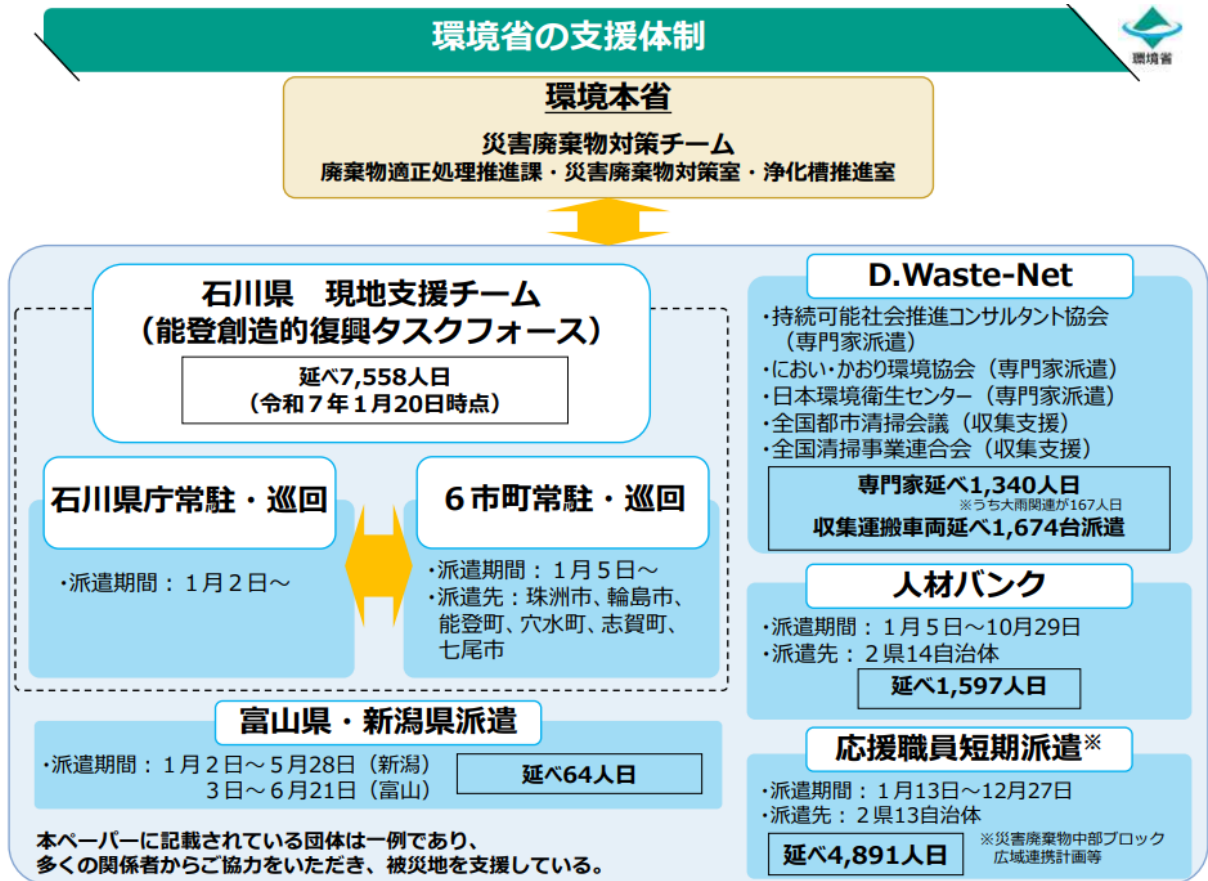 環境省の支援体制
環境省
環境本省
災害廃棄物対策チーム
廃棄物適正処理推進課・災害廃棄物対策室・浄化槽推進室
石川県 現地支援チーム
（能登創造的復興タスクフォース）
延べ7,558人日
（令和７年１月20日時点）
石川県庁常駐・巡回
・派遣期間：１月２日～
６市町常駐・巡回
・派遣期間：１月５日～
・派遣先：珠洲市、輪島市、
能登町、穴水町、志賀町、
七尾市
富山県・新潟県派遣
・派遣期間：１月２日～５月28日（新潟）
３日～６月21日（富山）
延べ64人日
本ペーパーに記載されている団体は一例であり、
多くの関係者からご協力をいただき、被災地を支援している。
D.Waste-Net
・持続可能社会推進コンサルタント協会
（専門家派遣）
・におい・かおり環境協会（専門家派遣）
・日本環境衛生センター（専門家派遣）
・全国都市清掃会議（収集支援）
・全国清掃事業連合会（収集支援）
専門家延べ1,340人日
※うち大雨関連が167人日
収集運搬車両延べ1,674台派遣
人材バンク
・派遣期間：１月５日～10月29日
・派遣先：２県14自治体
延べ1,597人日
応援職員短期派遣※
・派遣期間：１月13日～12月27日
・派遣先：２県13自治体
延べ4,891人日
※災害廃棄物中部ブロック
広域連携計画等